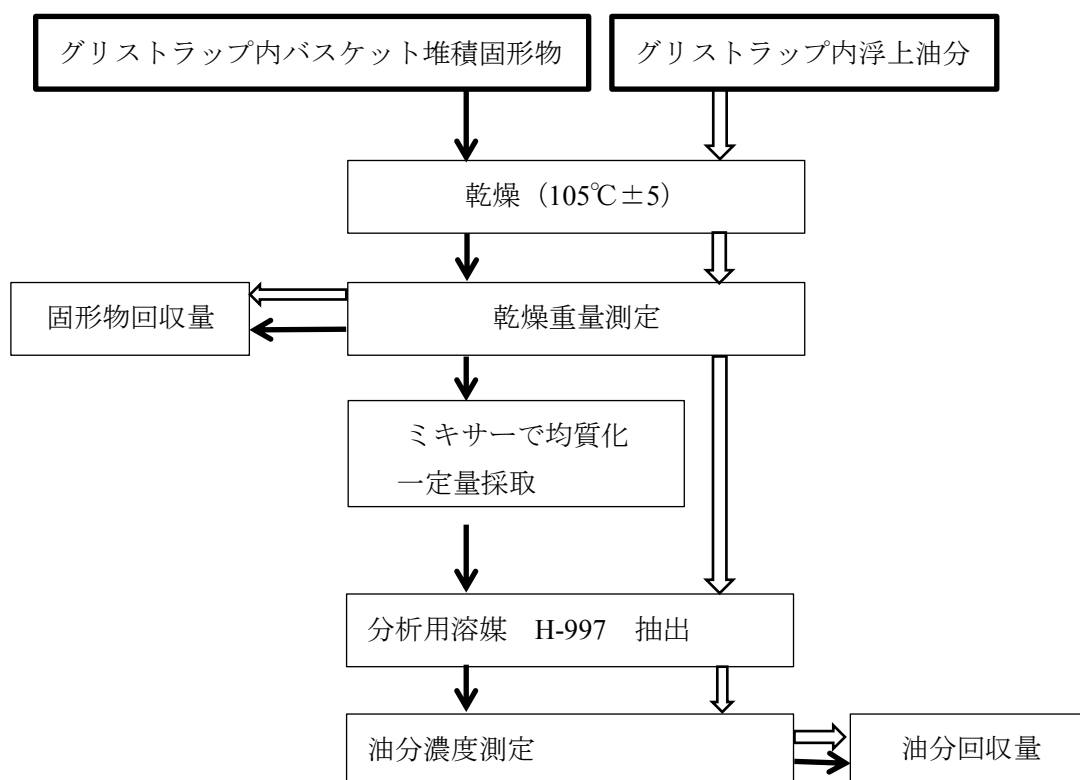 グリストラップ内バスケット堆積固形物
グリストラップ内浮上油分
乾燥（105℃±5）
固形物回収量
乾燥重量測定
ミキサーで均質化
一定量採取
分析用溶媒　H-997　抽出
油分濃度測定
油分回収量